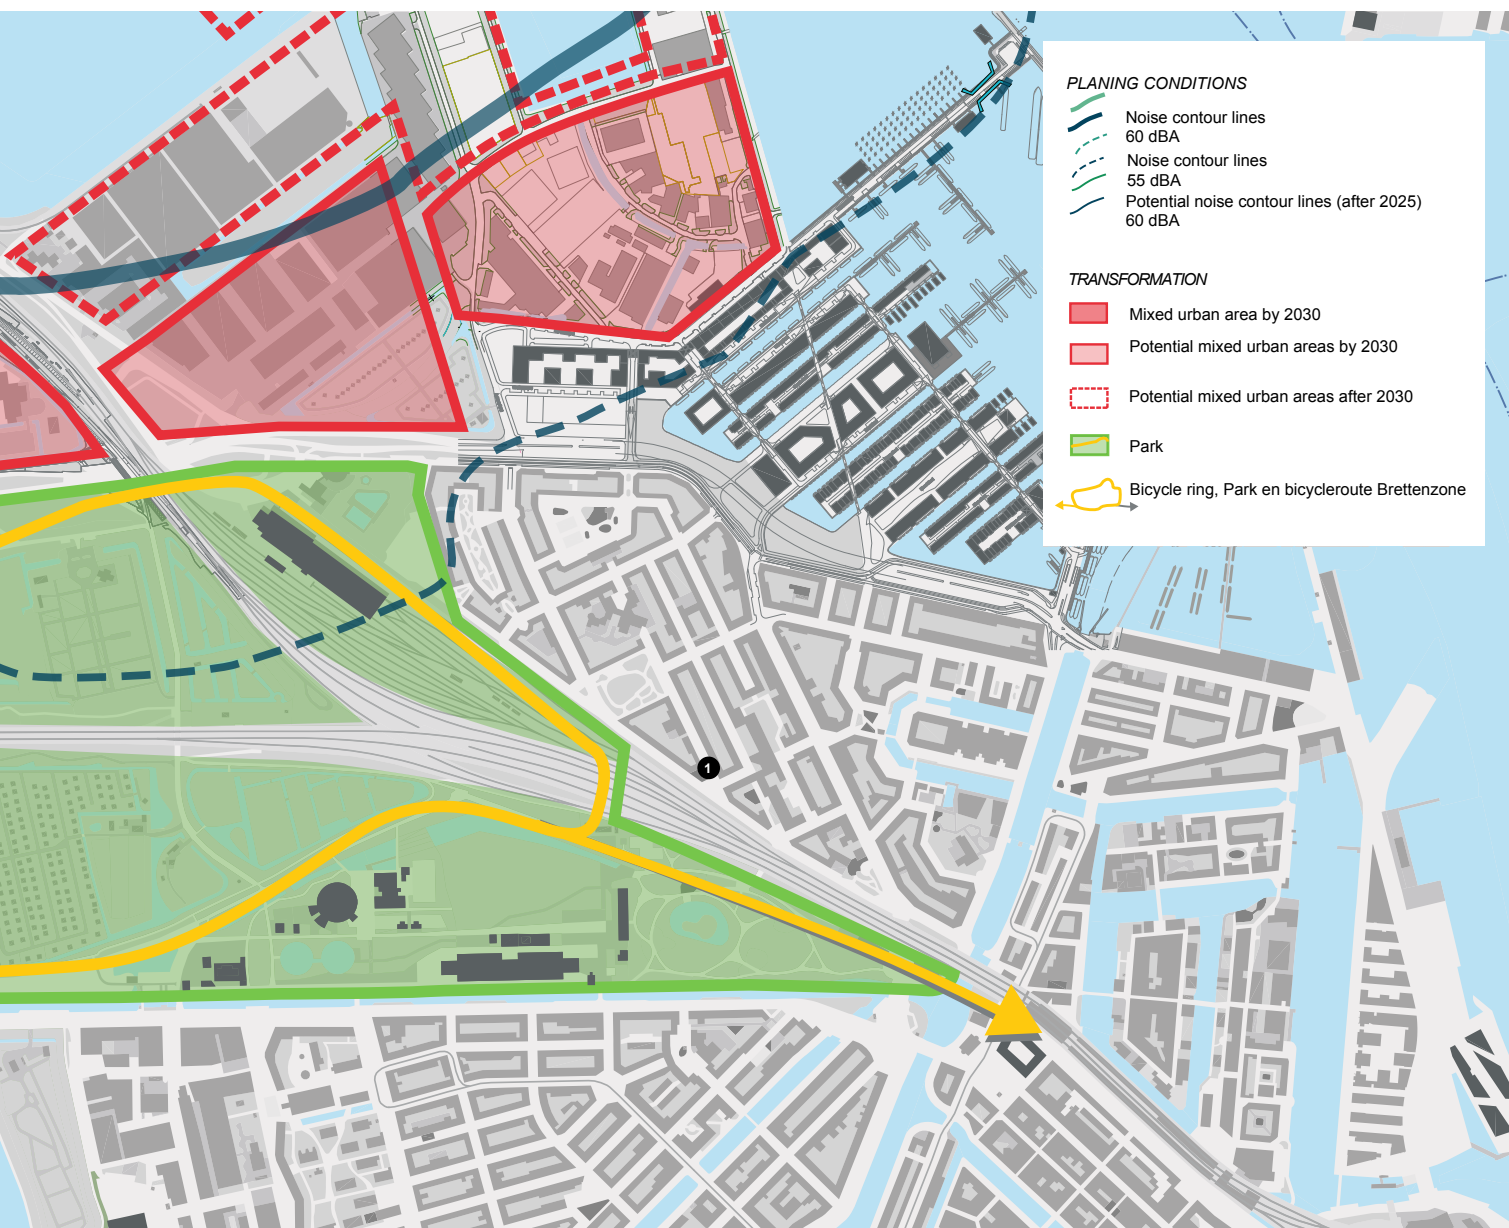 PLANING CONDITIONS
Noise contour lines
60 dBA
Noise contour lines
55 dBA
Potential noise contour lines (after 2025)
60 dBA
TRANSFORMATION
Mixed urban area by 2030
Potential mixed urban areas by 2030
Potential mixed urban areas after 2030
Park
Bicycle ring, Park en bicycleroute Brettenzone
1